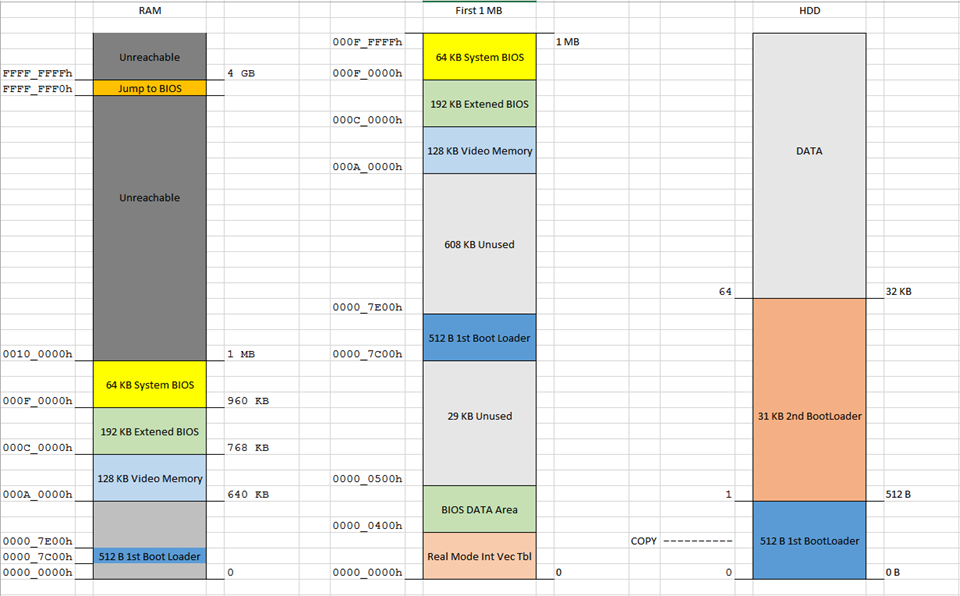 RAM
First 1 MB
HDD
Unreachable
FFFF_FFFFh
4 GB
FFFF_FFF0h
Jump to BIOS
Unreachable
0010_0000h
1 MB
64 KB System BIOS
000F_0000h
960 KB
192 KB Extened BIOS
000C_0000h
768 KB
128 KB Video Memory
000A_0000h
640 KB
0000_7E00h
0000_7C00h
512 B 1st Boot Loader
0000_0000h
0
000F_FFFFh
1 MB
64 KB System BIOS
000F_0000h
192 KB Extened BIOS
000C_0000h
128 KB Video Memory
000A_0000h
608 KB Unused
0000_7E00h
512 B 1st Boot Loader
0000_7C00h
29 KB Unused
0000_0500h
BIOS DATA Area
0000_0400h
Real Mode Int Vec Tbl
0000_0000h
0
DATA
64
32 KB
31 KB 2nd BootLoader
1
512 B
COPY ----------
512 B 1st BootLoader
0
0 B